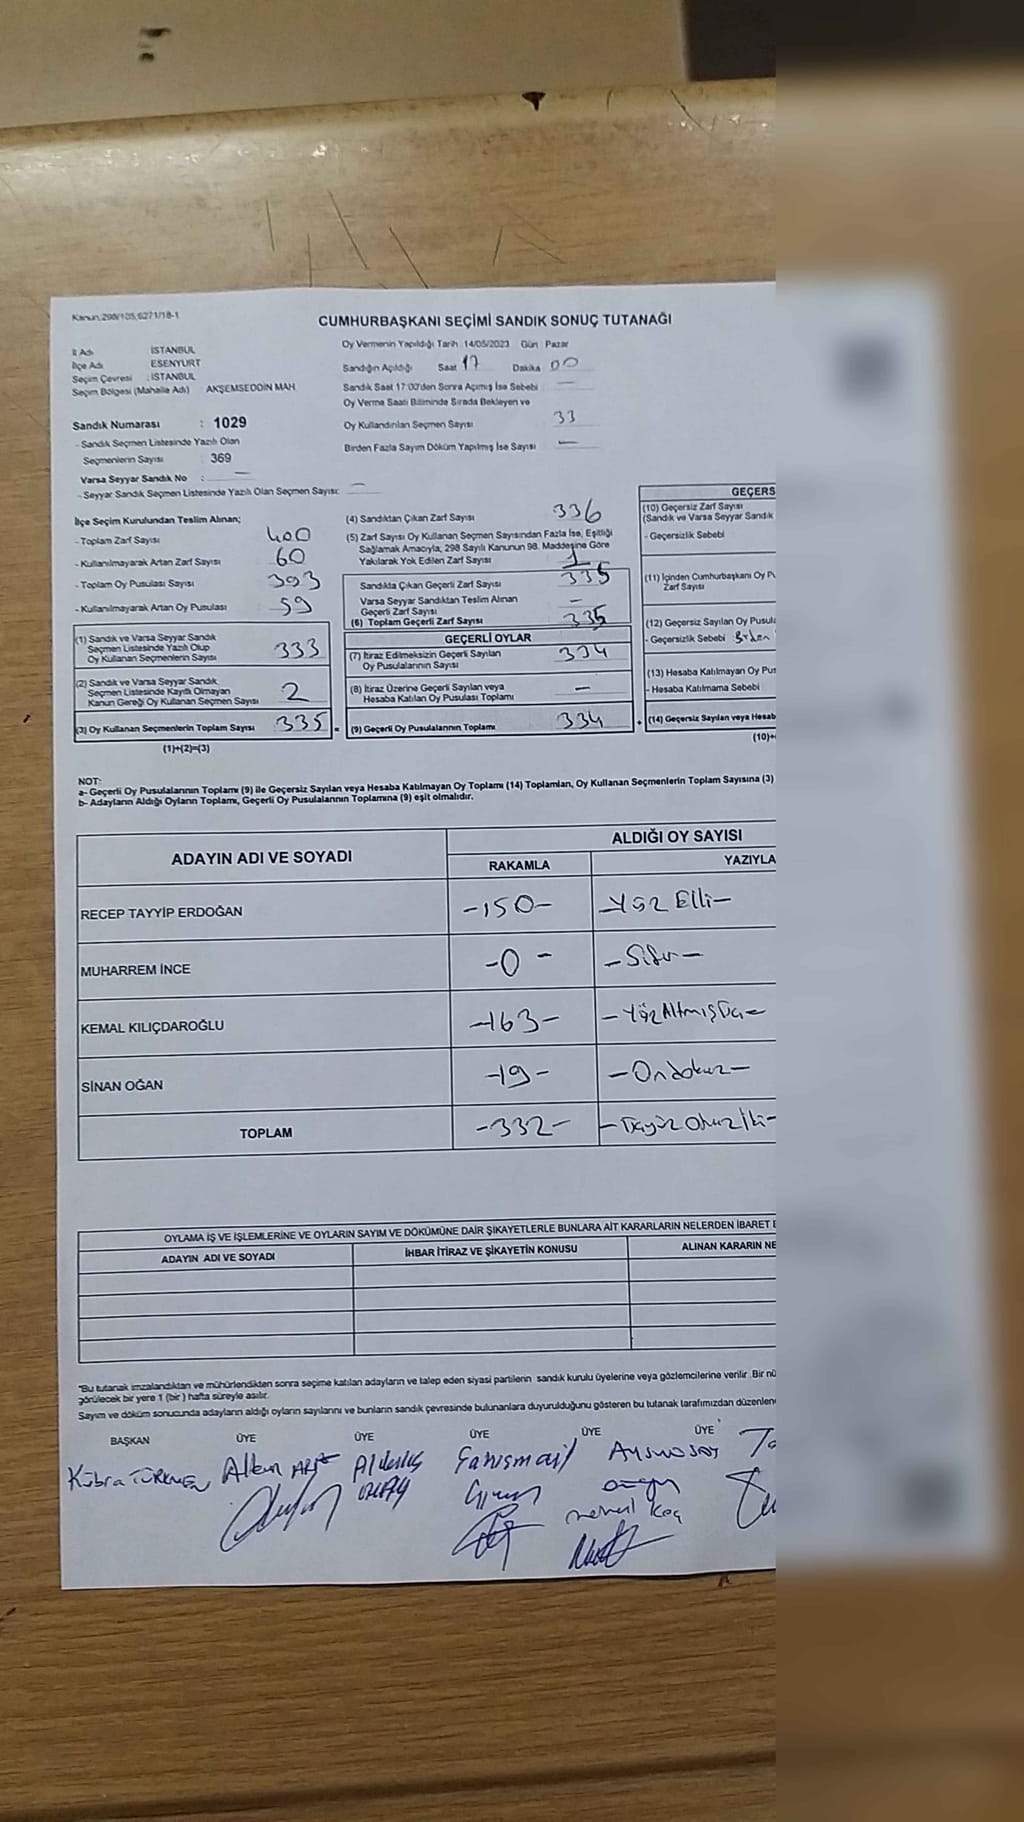 Kanun:298/105,6271/18-1
CUMHURBAŞKANI SEÇİMİ SANDIK SONUÇ TUTANAĞI
İl Adı İSTANBUL
İlçe Adı ESENYURT
Seçim Çevresi : İSTANBUL
Seçim Bölgesi (Mahalle Adı) AKŞEMSEDDİN MAH
Sandık Numarası : 1029
- Sandık Seçmen Listesinde Yazılı Olan
Seçmenlerin Sayısı : 369
Varsa Seyyar Sandık No : —
- Seyyar Sandık Seçmen Listesinde Yazılı Olan Seçmen Sayısı: —
Oy Vermenin Yapıldığı Tarih :14/05/2023 Gün : Pazar
Sandığın Açıldığı Saat 17 Dakika 00
Sandık Saat 17:00'den Sonra Açımış İse Sebebi —
Oy Verme Saati Bitiminde Sırada Bekleyen ve
Oy Kullandırılan Seçmen Sayısı 33
Birden Fazla Sayım Döküm Yapılmış İse Sayısı —
İlçe Seçim Kurulundan Teslim Alınan;
- Toplam Zarf Sayısı 400
- Kullanılmayarak Artan Zarf Sayısı 60
- Toplam Oy Pusulası Sayısı 393
- Kullanılmayarak Artan Oy Pusulası 59
(1) Sandık ve Varsa Seyyar Sandık
Seçmen Listesinde Yazılı Olup
Oy Kullanan Seçmenlerin Sayısı 333
(2) Sandık ve Varsa Seyyar Sandık
Seçmen Listesinde Kayıtlı Olmayan
Kanun Gereği Oy Kullanan Seçmen Sayısı 2
(3) Oy Kullanan Seçmenlerin Toplam Sayısı 335 =
(1)+(2)=(3)
(4) Sandıktan Çıkan Zarf Sayısı 336
(5) Zarf Sayısı Oy Kullanan Seçmen Sayısından Fazla İse, Eşitliği
Sağlamak Amacıyla, 298 Sayılı Kanunun 98. Maddesine Göre
Yakılarak Yok Edilen Zarf Sayısı 1
Sandıkta Çıkan Geçerli Zarf Sayısı 335
Varsa Seyyar Sandıktan Teslim Alınan
Geçerli Zarf Sayısı —
(6) Toplam Geçerli Zarf Sayısı 335
GEÇERLİ OYLAR
(7) İtiraz Edilmeksizin Geçerli Sayılan
Oy Pusulalarının Sayısı 334
(8) İtiraz Üzerine Geçerli Sayılan veya
Hesaba Katılan Oy Pusulası Toplamı —
(9) Geçerli Oy Pusulalarının Toplamı 334 +
GEÇERS
(10) Geçersiz Zarf Sayısı
(Sandık ve Varsa Seyyar Sandık
- Geçersizlik Sebebi
(11) İçinden Cumhurbaşkanı Oy P
Zarf Sayısı
(12) Geçersiz Sayılan Oy Pusula
- Geçersizlik Sebebi Birden
(13) Hesaba Katılmayan Oy Pus
- Hesaba Katılmama Sebebi
(14) Geçersiz Sayılan veya Hesab
(10)+
NOT:
a- Geçerli Oy Pusulalarının Toplamı (9) ile Geçersiz Sayılan veya Hesaba Katılmayan Oy Toplamı (14) Toplamları, Oy Kullanan Seçmenlerin Toplam Sayısına (3)
b- Adayların Aldığı Oyların Toplamı, Geçerli Oy Pusulalarının Toplamına (9) eşit olmalıdır.
ADAYIN ADI VE SOYADI
ALDIĞI OY SAYISI
RAKAMLA YAZIYLA
RECEP TAYYİP ERDOĞAN -150- -Yüz Elli-
MUHARREM İNCE -0- -Sıfır-
KEMAL KILIÇDAROĞLU -163- -Yüz Altmış Üç-
SİNAN OĞAN -19- -Ondokuz-
TOPLAM -332- -Üçyüz Otuz İki-
OYLAMA İŞ VE İŞLEMLERİNE VE OYLARIN SAYIM VE DÖKÜMÜNE DAİR ŞİKAYETLERLE BUNLARA AİT KARARLARIN NELERDEN İBARET
ADAYIN ADI VE SOYADI İHBAR İTİRAZ VE ŞİKAYETİN KONUSU ALINAN KARARIN NE
*Bu tutanak imzalandıktan ve mühürlendikten sonra seçime katılan adayların ve talep eden siyasi partilerin sandık kurulu üyelerine veya gözlemcilerine verilir. Bir nü
görülecek bir yere 1 (bir) hafta süreyle asılır.
Sayım ve döküm sonucunda adayların aldığı oyların sayılarını ve bunların sandık çevresinde bulunanlara duyurulduğunu gösteren bu tutanak tarafımızdan düzenlen
BAŞKAN ÜYE ÜYE ÜYE ÜYE ÜYE
Kübra TÜRKMEN